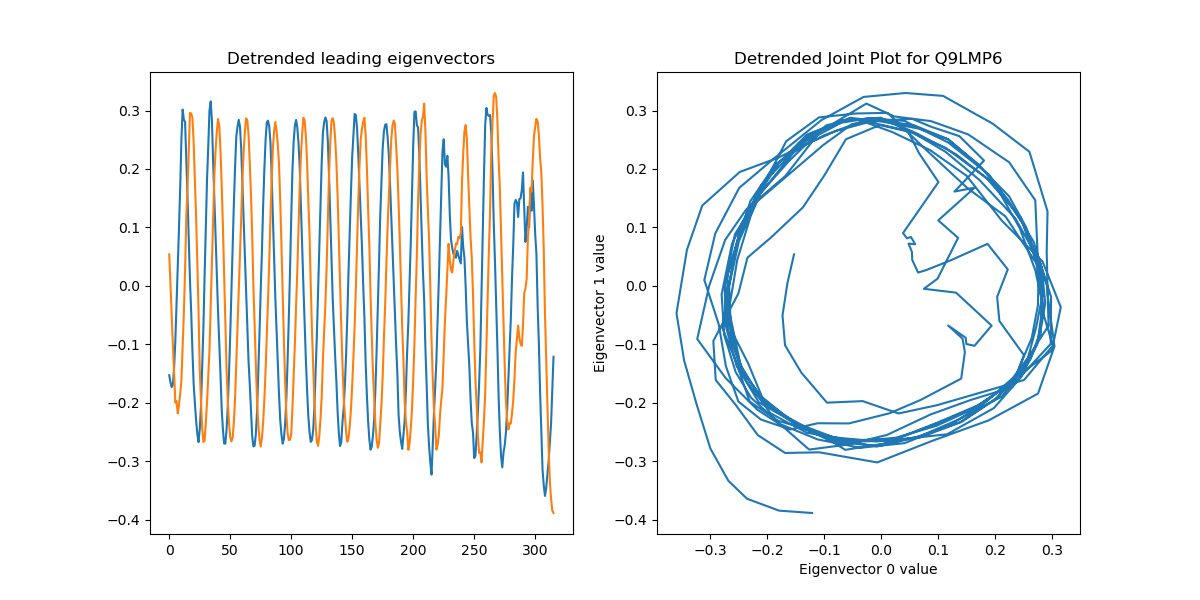 Detrended leading eigenvectors
0.3
0.2
0.1
0.0
−0.1
−0.2
−0.3
−0.4
0 50 100 150 200 250 300
Detrended Joint Plot for Q9LMP6
Eigenvector 1 value
0.3
0.2
0.1
0.0
−0.1
−0.2
−0.3
−0.4
−0.3 −0.2 −0.1 0.0 0.1 0.2 0.3
Eigenvector 0 value